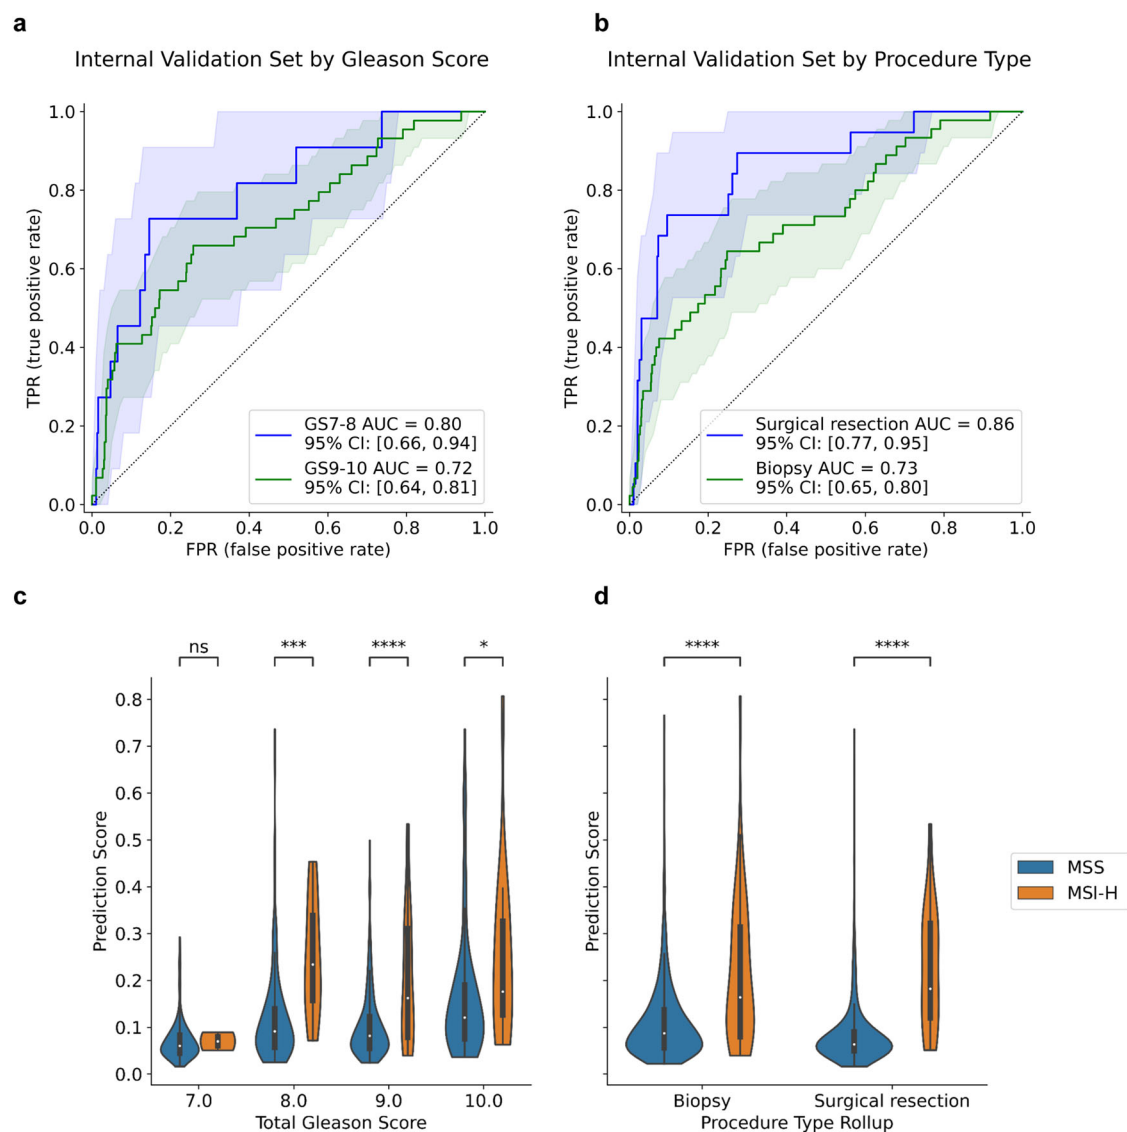 a
Internal Validation Set by Gleason Score
1.0
0.8
0.6
0.4
0.2
0.0
TPR (true positive rate)
GS7-8 AUC = 0.80
95% CI: [0.66, 0.94]
GS9-10 AUC = 0.72
95% CI: [0.64, 0.81]
0.0 0.2 0.4 0.6 0.8 1.0
FPR (false positive rate)
b
Internal Validation Set by Procedure Type
1.0
0.8
0.6
0.4
0.2
0.0
TPR (true positive rate)
Surgical resection AUC = 0.86
95% CI: [0.77, 0.95]
Biopsy AUC = 0.73
95% CI: [0.65, 0.80]
0.0 0.2 0.4 0.6 0.8 1.0
FPR (false positive rate)
c
ns *** **** *
0.8
0.7
0.6
0.5
0.4
0.3
0.2
0.1
0.0
Prediction Score
7.0 8.0 9.0 10.0
Total Gleason Score
d
**** ****
Prediction Score
Biopsy Surgical resection
Procedure Type Rollup
MSS
MSI-H